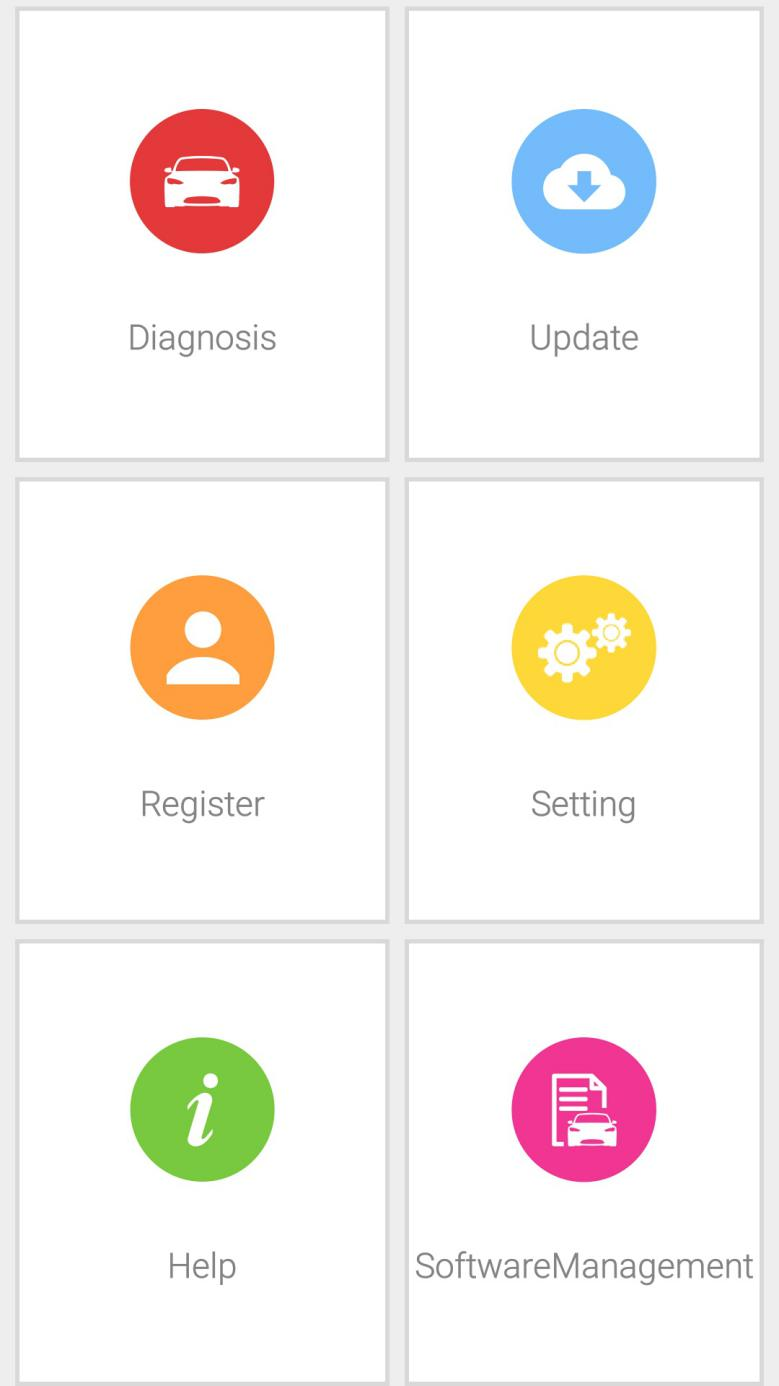 Diagnosis
Update
Register
Setting
Help
SoftwareManagement